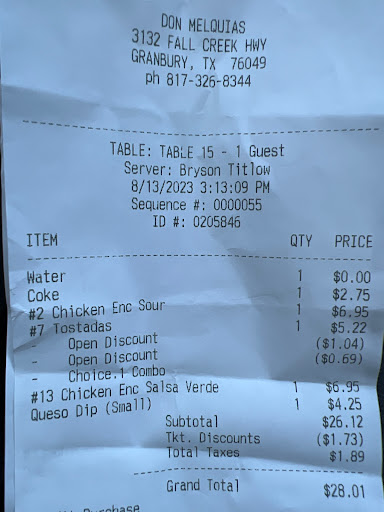 DON MELQUIAS
3132 FALL CREEK HWY
GRANBURY, TX 76049
ph 817-326-8344
TABLE: TABLE 15 - 1 Guest
Server: Bryson Titlow
8/13/2023 3:13:09 PM
Sequence #: 0000055
ID #: 0205846
ITEM QTY PRICE
Water 1 $0.00
Coke 1 $2.75
#2 Chicken Enc Sour 1 $6.95
#7 Tostadas 1 $5.22
- Open Discount ($1.04)
- Open Discount ($0.69)
- Choice.1 Combo
#13 Chicken Enc Salsa Verde 1 $6.95
Queso Dip (Small) 1 $4.25
Subtotal $26.12
Tkt. Discounts ($1.73)
Total Taxes $1.89
Grand Total $28.01
Purchase